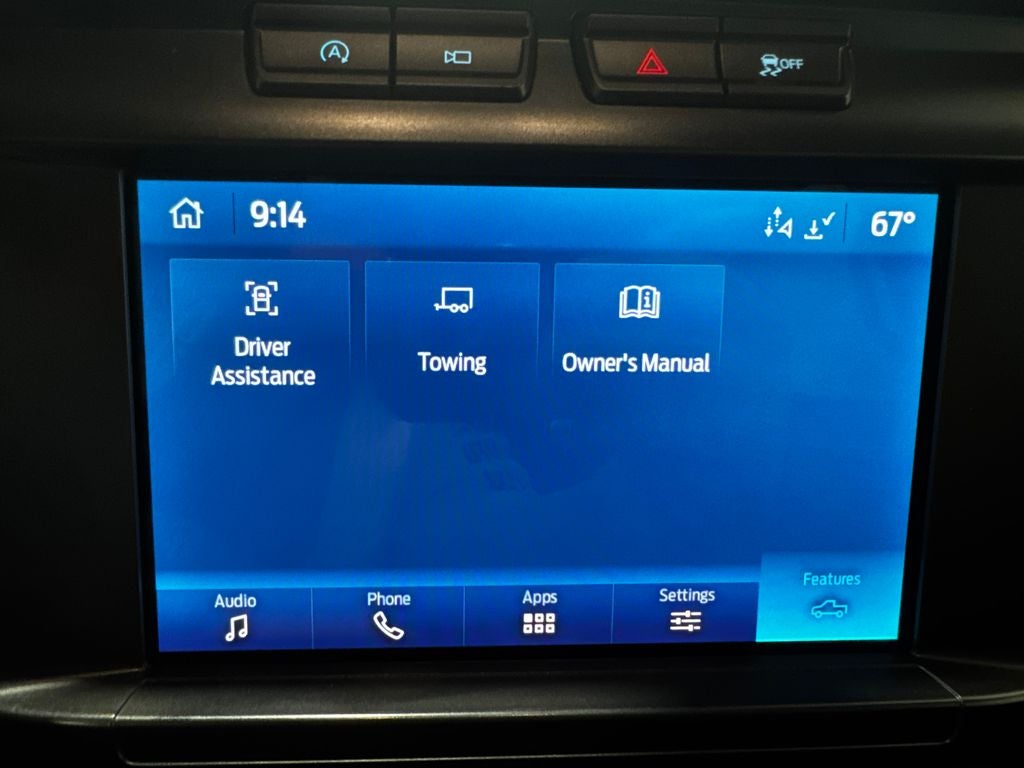 A
OFF
9:14
67°
Driver
Assistance
Towing
Owner's Manual
Audio
Phone
Apps
Settings
Features